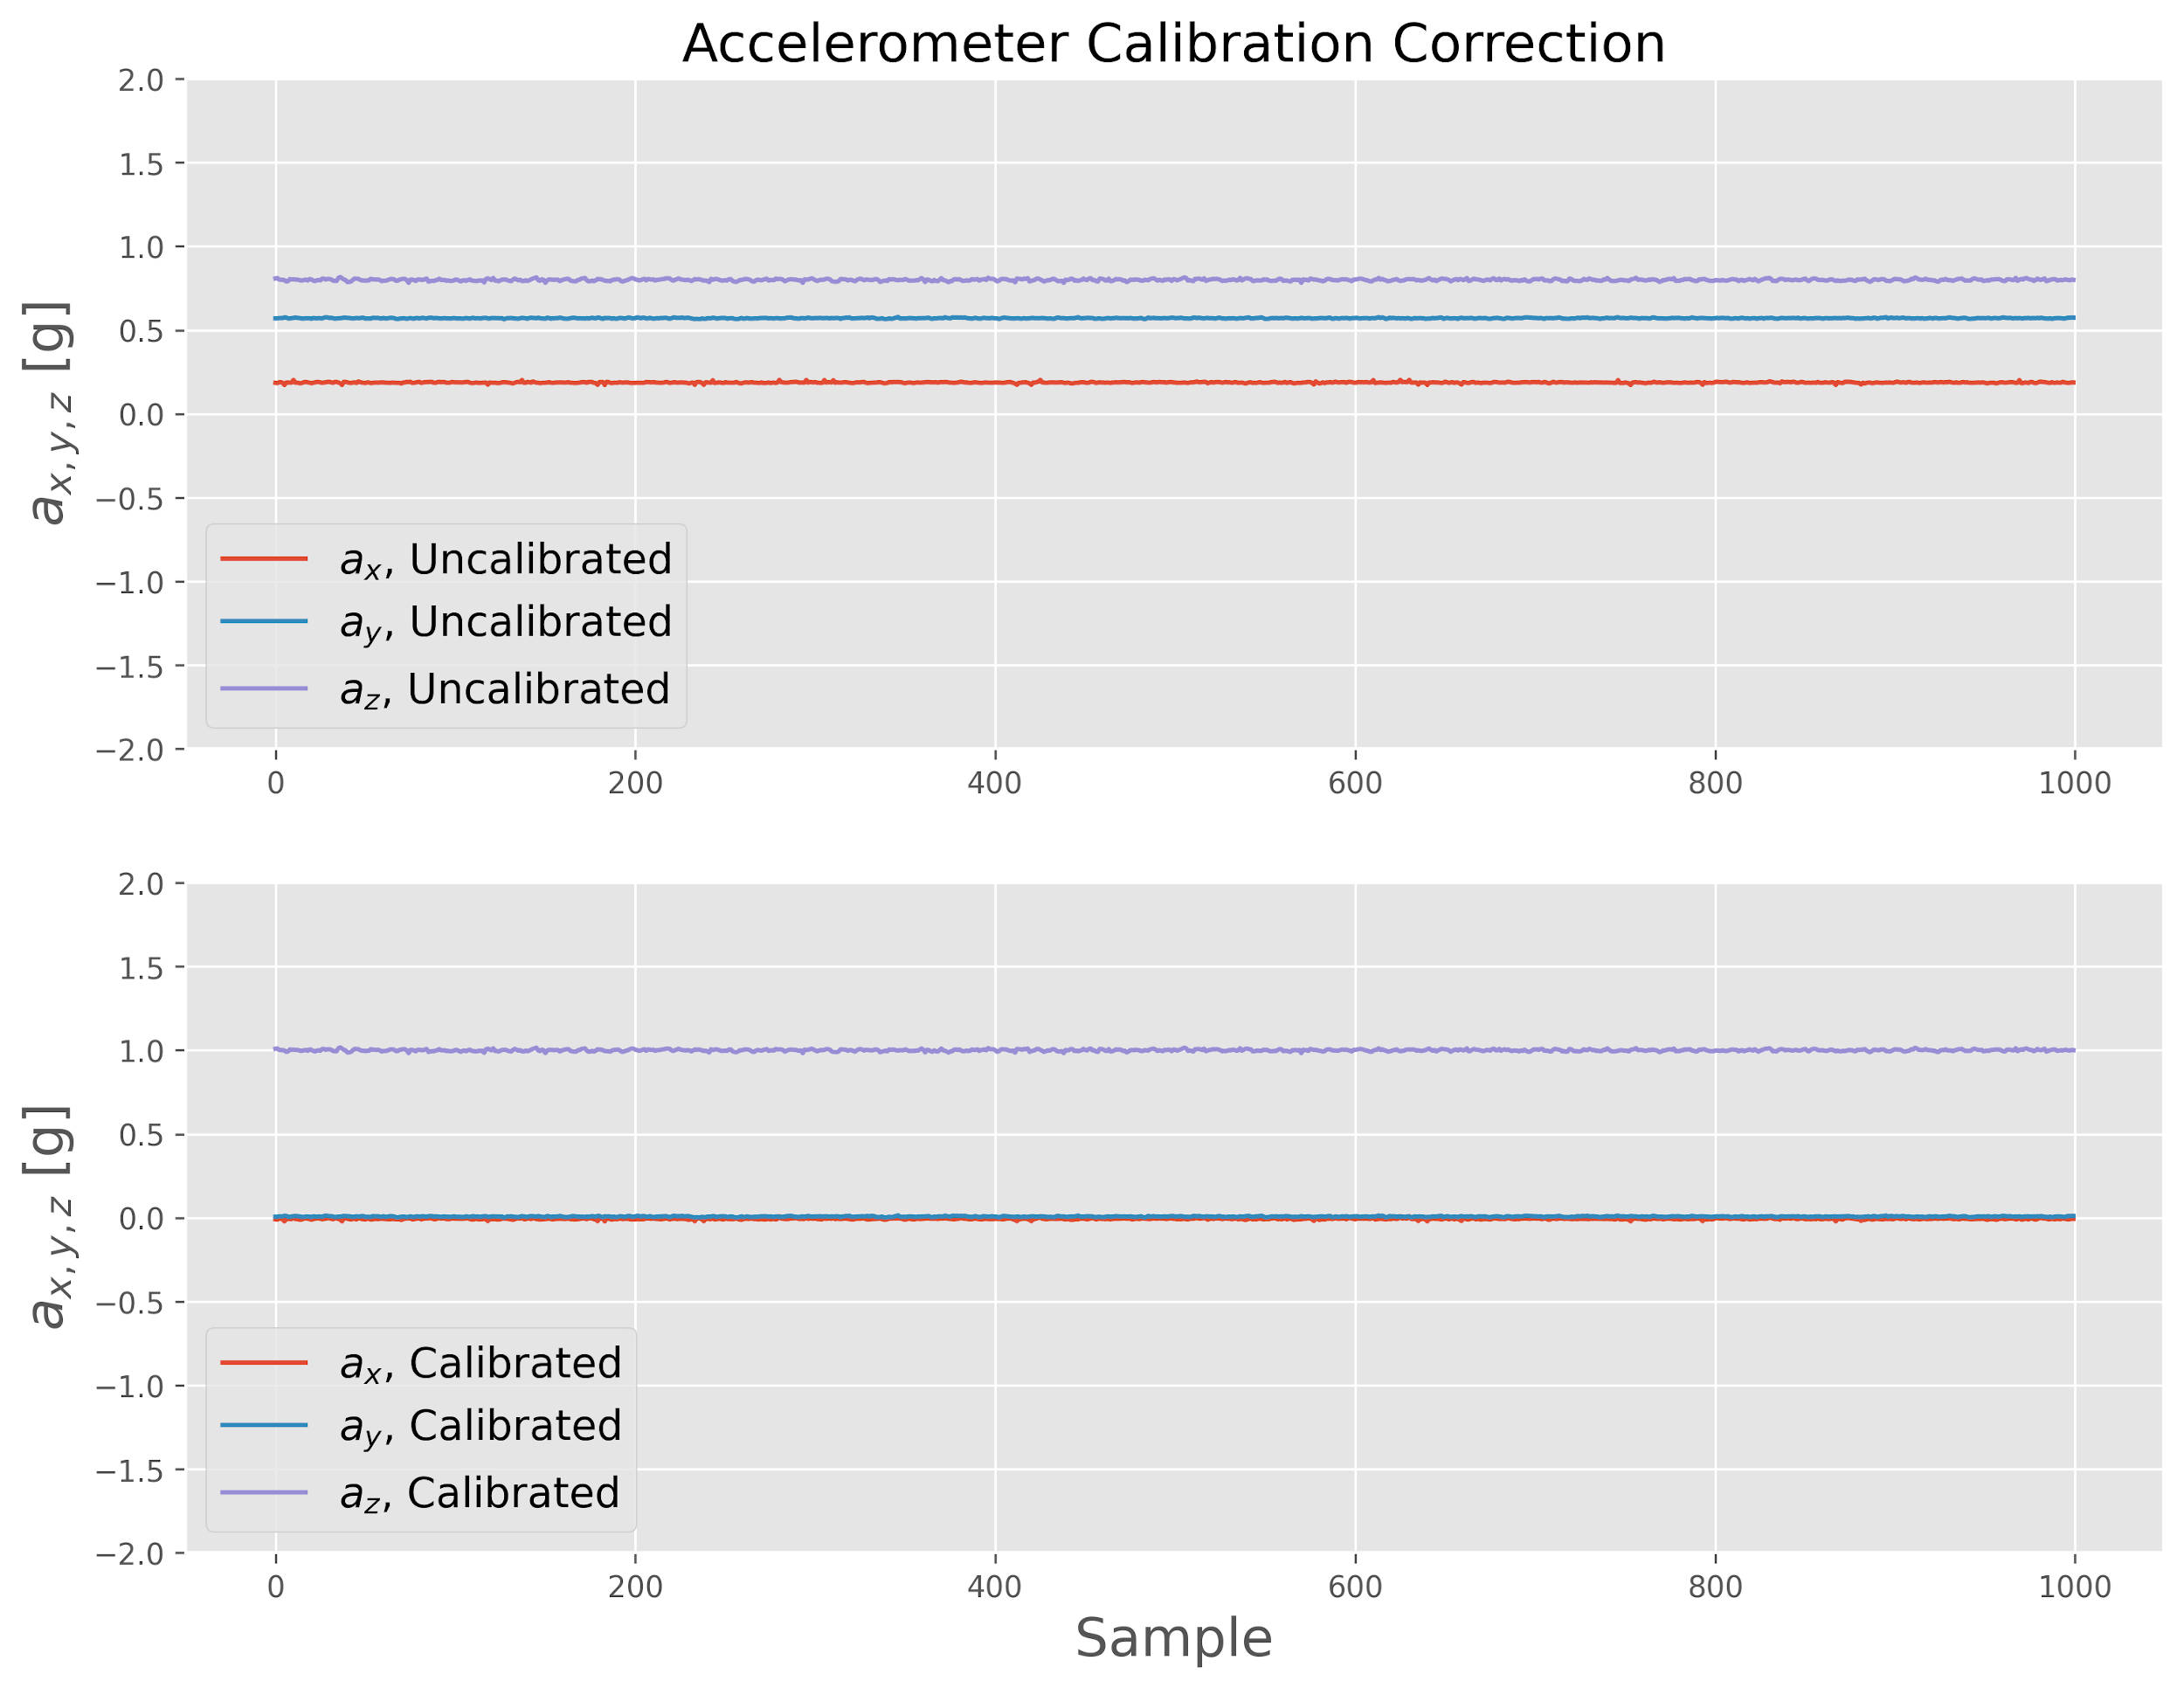 Accelerometer Calibration Correction
2.0
1.5
1.0
0.5
0.0
−0.5
−1.0
−1.5
−2.0
a_x,y,z [g]
a_x, Uncalibrated
a_y, Uncalibrated
a_z, Uncalibrated
0 200 400 600 800 1000
2.0
1.5
1.0
0.5
0.0
−0.5
−1.0
−1.5
−2.0
a_x,y,z [g]
a_x, Calibrated
a_y, Calibrated
a_z, Calibrated
0 200 400 600 800 1000
Sample